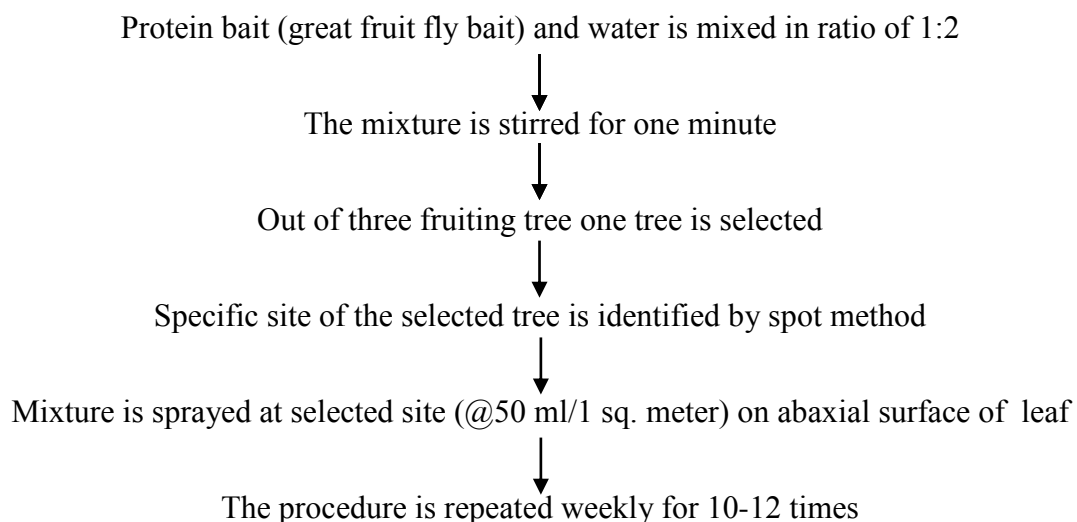 Protein bait (great fruit fly bait) and water is mixed in ratio of 1:2
The mixture is stirred for one minute
Out of three fruiting tree one tree is selected
Specific site of the selected tree is identified by spot method
Mixture is sprayed at selected site (@50 ml/1 sq. meter) on abaxial surface of leaf
The procedure is repeated weekly for 10-12 times